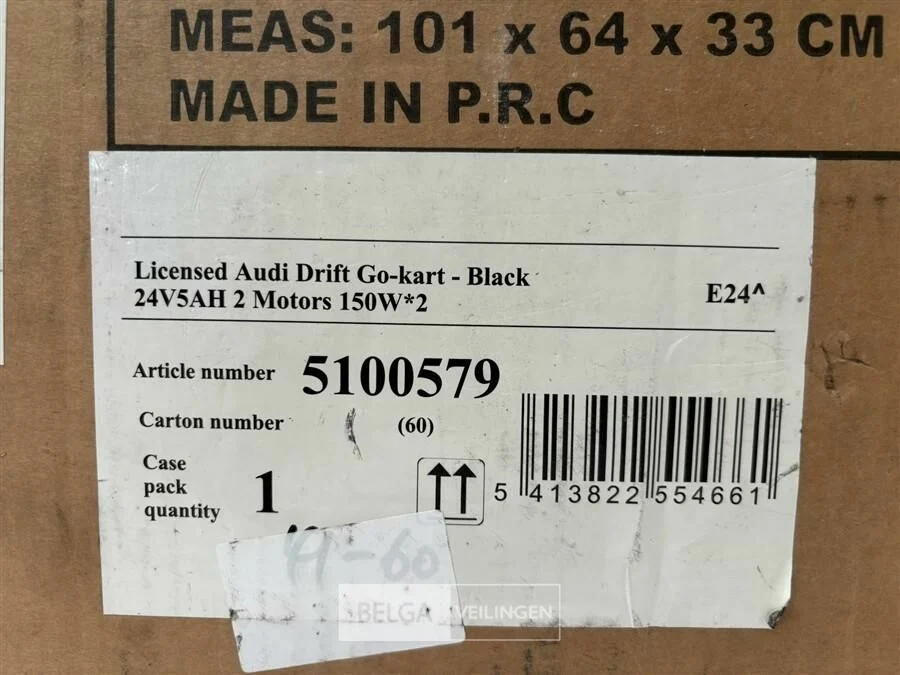 MEAS: 101 x 64 x 33 CM
MADE IN P.R.C
Licensed Audi Drift Go-kart - Black
24V5AH 2 Motors 150W*2
E24^
Article number 5100579
Carton number (60)
Case
pack
quantity
1
5 413822 554661
BELGA VEILINGEN